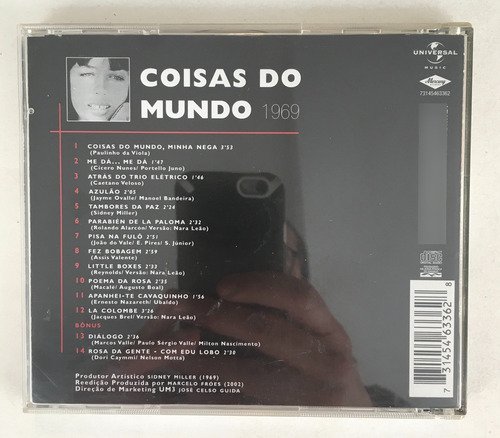 COISAS DO
MUNDO 1969
UNIVERSAL
MUSIC
Mercury
73145463362
1 COISAS DO MUNDO, MINHA NEGA 3'53
(Paulinho da Viola)
2 ME DÁ... ME DÁ 1'47
(Cícero Nunes/ Portello Juno)
3 ATRÁS DO TRIO ELÉTRICO 1'46
(Caetano Veloso)
4 AZULÃO 2'05
(Jayme Ovalle/ Manoel Bandeira)
5 TAMBORES DA PAZ 2'24
(Sidney Miller)
6 PARABIÉN DE LA PALOMA 2'32
(Rolando Alarcón/ Versão: Nara Leão)
7 PISA NA FULÔ 2'51
(João do Vale/ E. Pires/ S. Júnior)
8 FEZ BOBAGEM 2'59
(Assis Valente)
9 LITTLE BOXES 2'33
(Reynolds/ Versão: Nara Leão)
10 POEMA DA ROSA 2'35
(Macalé/ Augusto Boal)
11 APANHEI-TE CAVAQUINHO 1'56
(Ernesto Nazareth/ Ubaldo)
12 LA COLOMBE 3'26
(Jacques Brel/ Versão: Nara Leão)
BÔNUS
13 DIÁLOGO 2'36
(Marcos Valle/ Paulo Sérgio Valle/ Milton Nascimento)
14 ROSA DA GENTE - COM EDU LOBO 2'30
(Dori Caymmi/ Nelson Motta)
Produtor Artístico SIDNEY MILLER (1969)
Reedição Produzida por MARCELO FRÓES (2002)
Direção de Marketing UM3 JOSÉ CELSO GUIDA
7 31454 63362 8